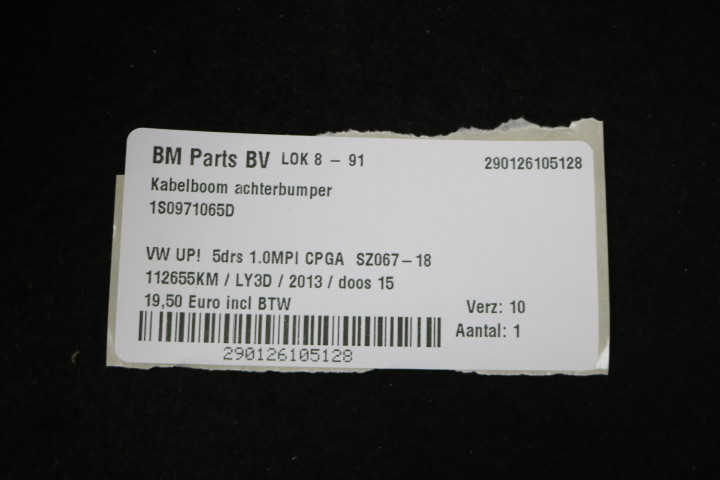 BM Parts BV LOK 8 - 91 290126105128
Kabelboom achterbumper
1S0971065D
VW UP! 5drs 1.0MPI CPGA SZ067-18
112655KM / LY3D / 2013 / doos 15
19,50 Euro incl BTW Verz: 10
Aantal: 1
290126105128